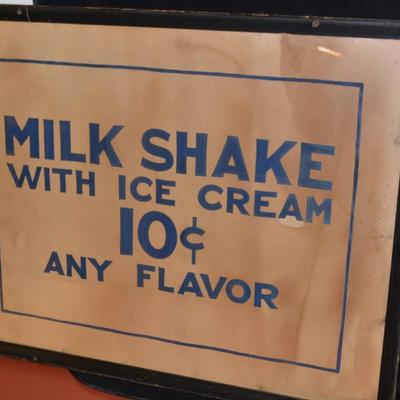 MILK SHAKE
WITH ICE CREAM
10¢
ANY FLAVOR